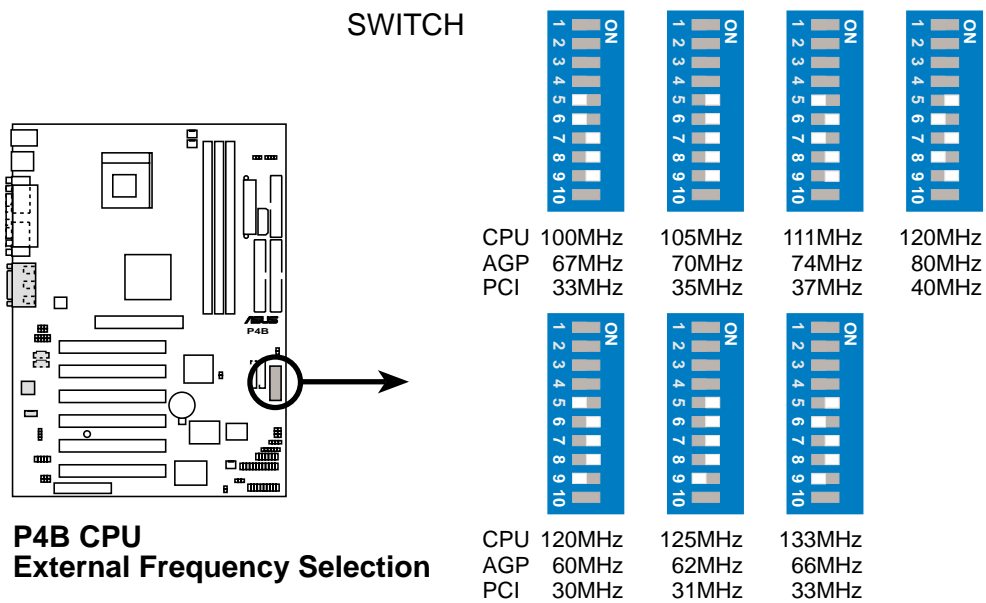 SWITCH
1 2 3 4 5 6 7 8 9 10 ON
1 2 3 4 5 6 7 8 9 10 ON
1 2 3 4 5 6 7 8 9 10 ON
1 2 3 4 5 6 7 8 9 10 ON
CPU 100MHz 105MHz 111MHz 120MHz
AGP 67MHz 70MHz 74MHz 80MHz
PCI 33MHz 35MHz 37MHz 40MHz
ASUS
P4B
1 2 3 4 5 6 7 8 9 10 ON
1 2 3 4 5 6 7 8 9 10 ON
1 2 3 4 5 6 7 8 9 10 ON
CPU 120MHz 125MHz 133MHz
AGP 60MHz 62MHz 66MHz
PCI 30MHz 31MHz 33MHz
P4B CPU
External Frequency Selection